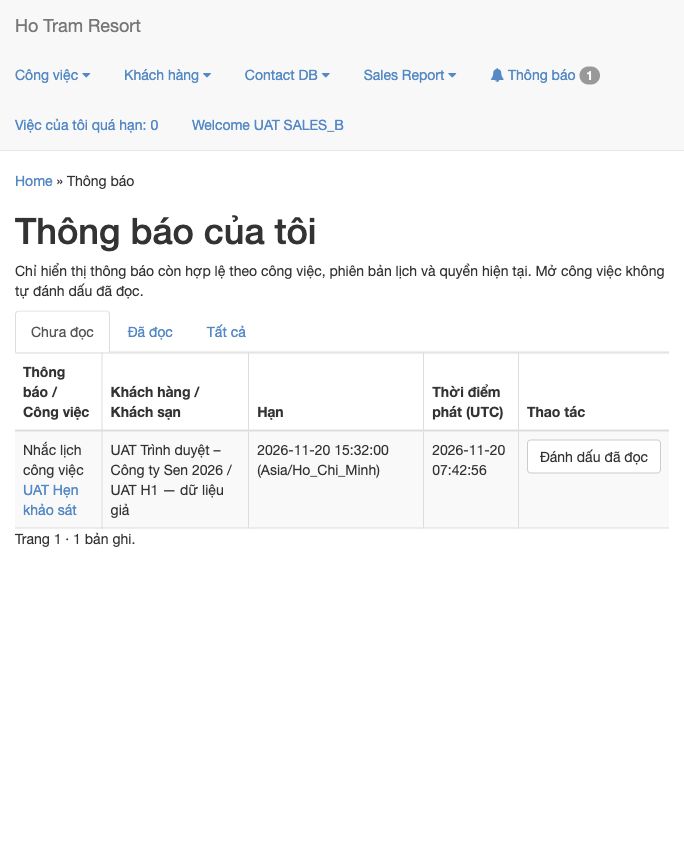 Ho Tram Resort
Công việc Khách hàng Contact DB Sales Report Thông báo 1
Việc của tôi quá hạn: 0 Welcome UAT SALES_B
Home » Thông báo
Thông báo của tôi
Chỉ hiển thị thông báo còn hợp lệ theo công việc, phiên bản lịch và quyền hiện tại. Mở công việc không
tự đánh dấu đã đọc.
Chưa đọc Đã đọc Tất cả
Thông
báo /
Công việc
Khách hàng /
Khách sạn
Hạn
Thời điểm
phát (UTC)
Thao tác
Nhắc lịch
công việc
UAT Hẹn
khảo sát
UAT Trình duyệt –
Công ty Sen 2026 /
UAT H1 — dữ liệu
giả
2026-11-20 15:32:00
(Asia/Ho_Chi_Minh)
2026-11-20
07:42:56
Đánh dấu đã đọc
Trang 1 · 1 bản ghi.